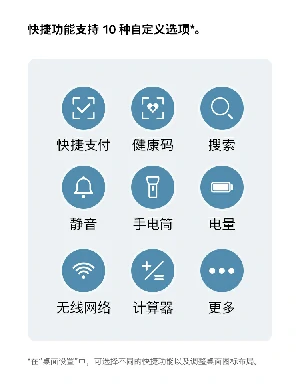 快捷功能支持 10 种自定义选项*。
快捷支付 健康码 搜索
静音 手电筒 电量
无线网络 计算器 更多
*在“桌面设置”中，可选择不同的快捷功能以及调整桌面图标布局。